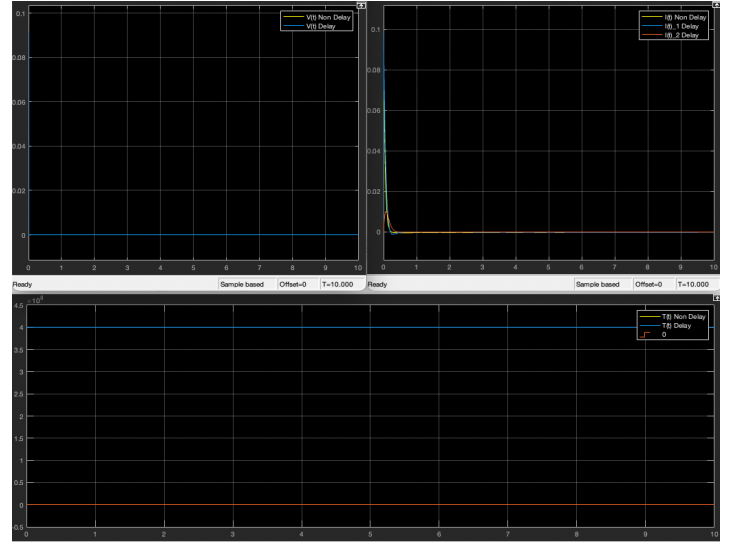 0.1
0.08
0.06
0.04
0.02
0
0 1 2 3 4 5 6 7 8 9 10
V(t) Non Delay
V(t) Delay
Ready
Sample based Offset=0 T=10.000
0.1
0.08
0.06
0.04
0.02
0
0 1 2 3 4 5 6 7 8 9 10
I(t) Non Delay
I(t)_1 Delay
I(t)_2 Delay
Ready
Sample based Offset=0 T=10.000
4.5
4
3.5
3
2.5
2
1.5
1
0.5
0
-0.5
0 1 2 3 4 5 6 7 8 9 10
T(t) Non Delay
T(t) Delay
0